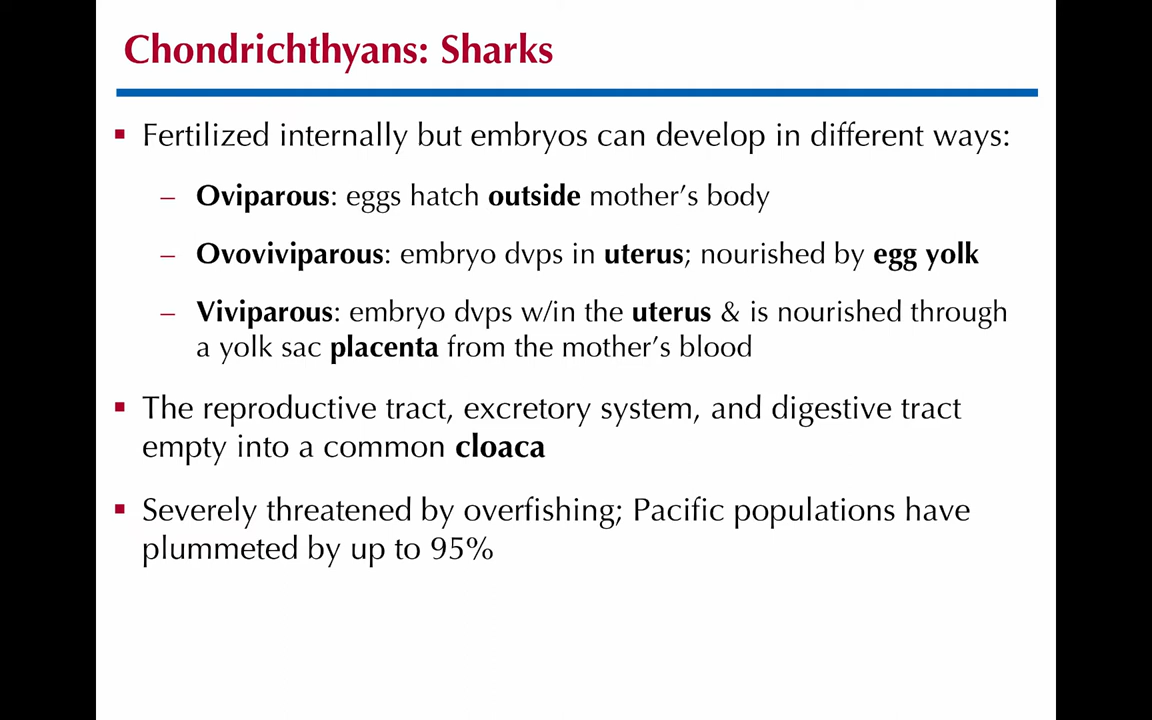 Chondrichthyans: Sharks
▪ Fertilized internally but embryos can develop in different ways:
– Oviparous: eggs hatch outside mother’s body
– Ovoviviparous: embryo dvps in uterus; nourished by egg yolk
– Viviparous: embryo dvps w/in the uterus & is nourished through
a yolk sac placenta from the mother’s blood
▪ The reproductive tract, excretory system, and digestive tract
empty into a common cloaca
▪ Severely threatened by overfishing; Pacific populations have
plummeted by up to 95%